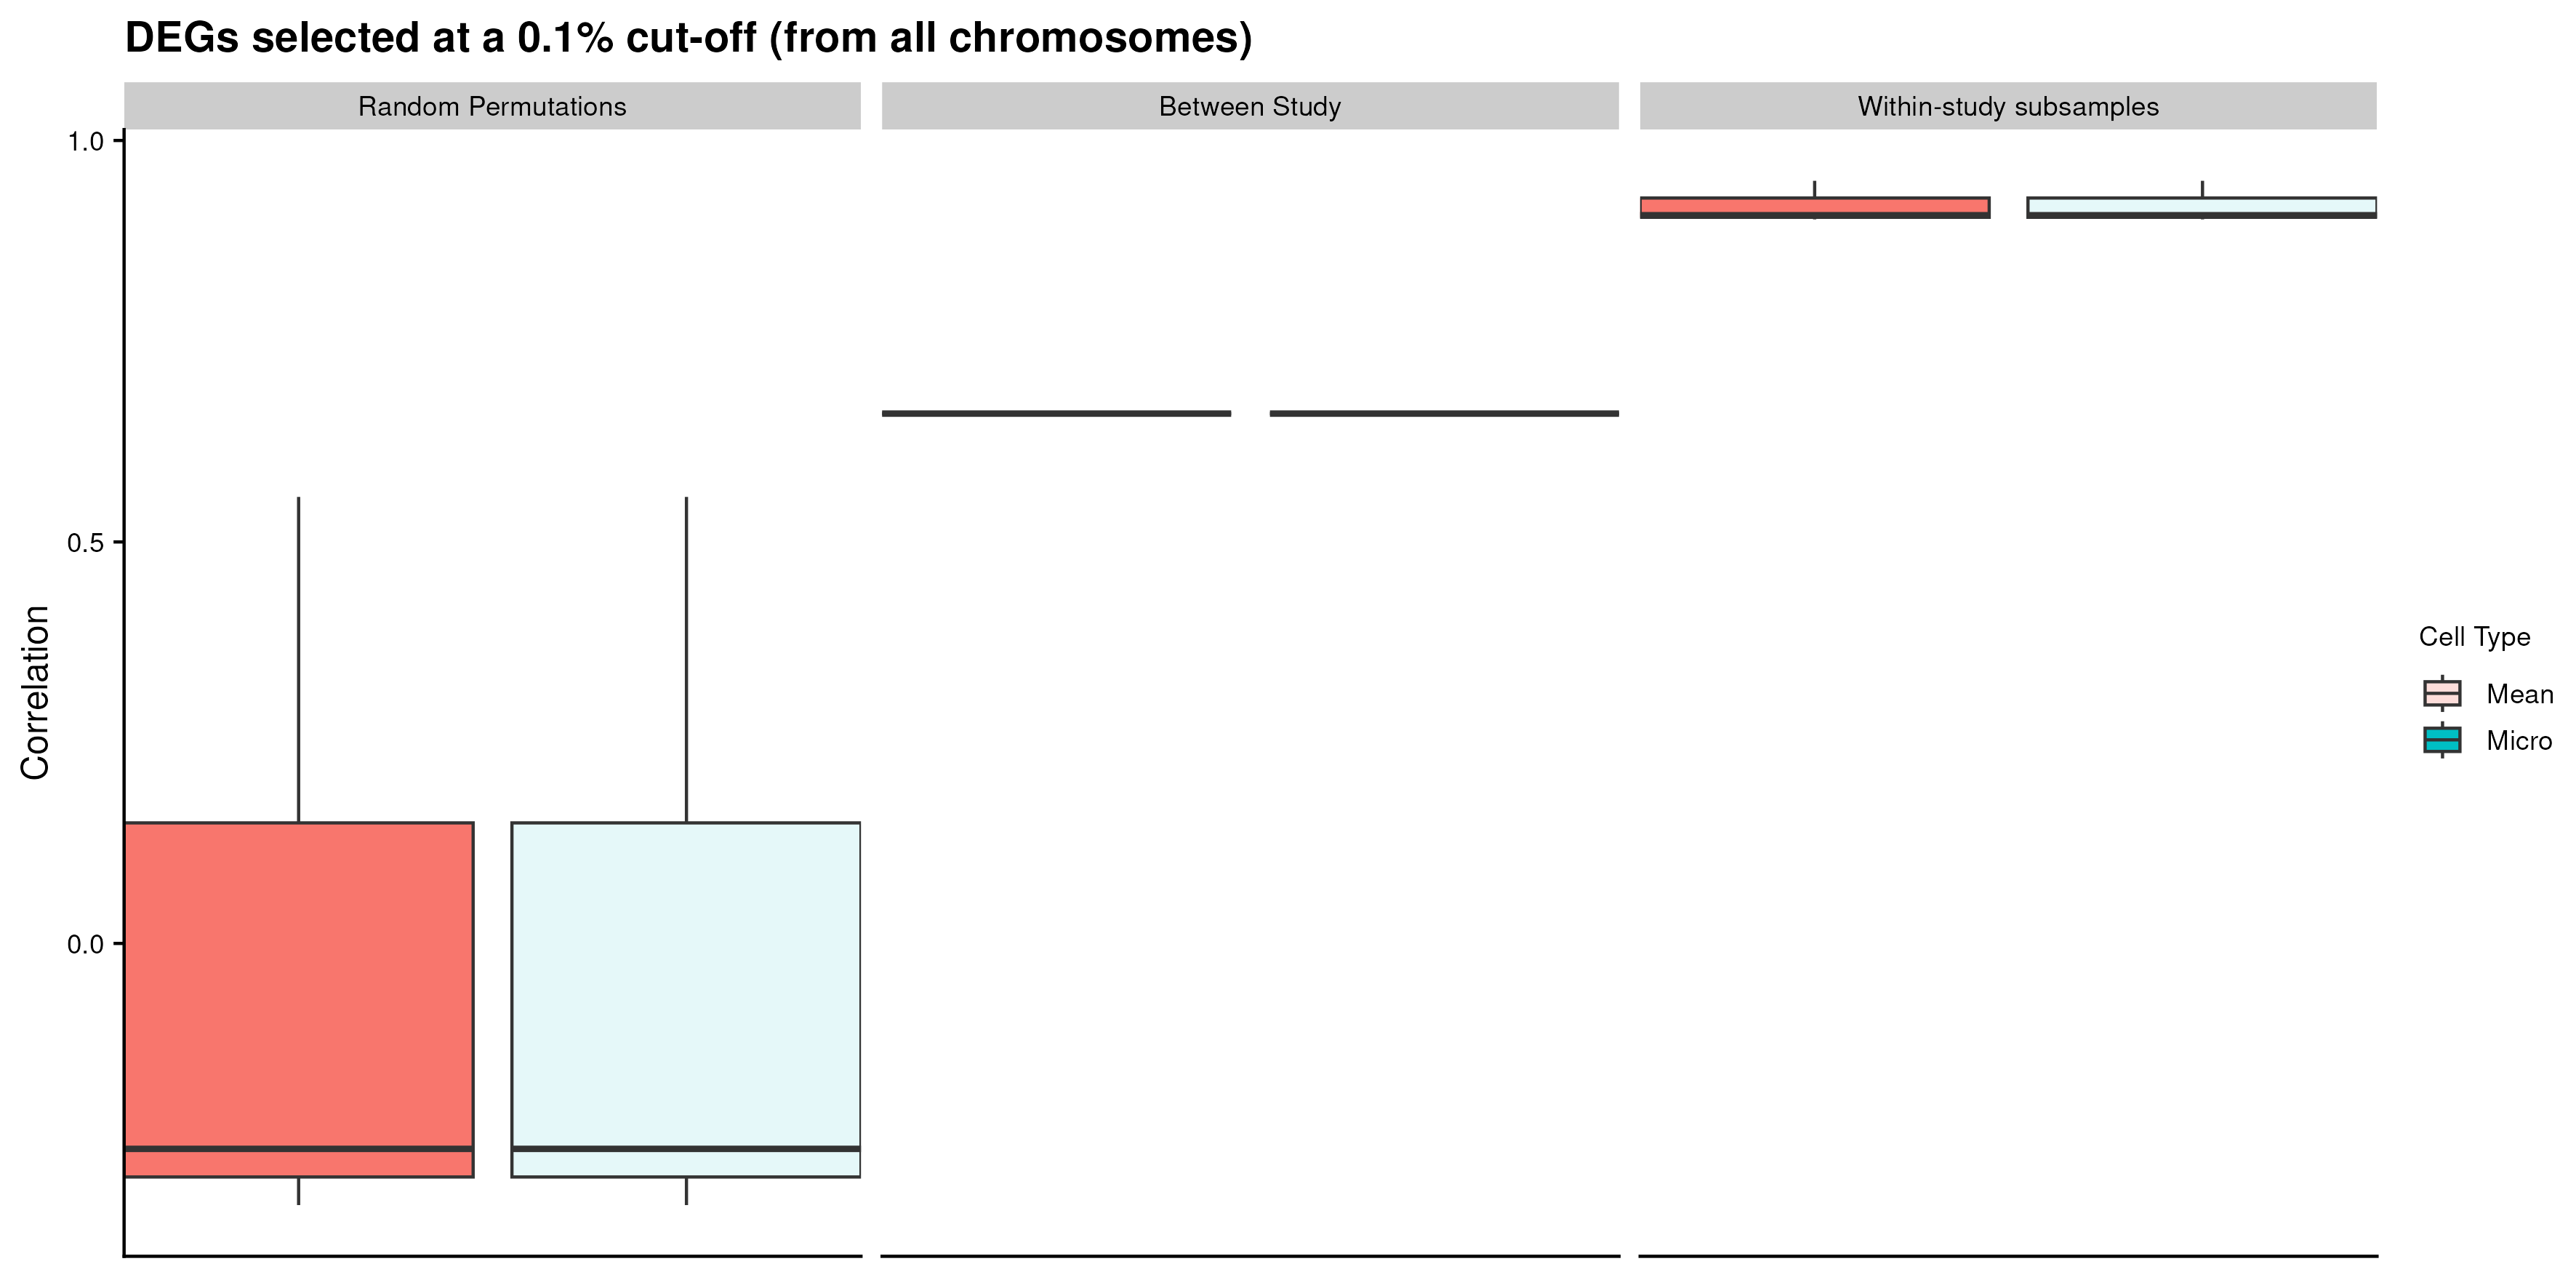 DEGs selected at a 0.1% cut-off (from all chromosomes)
Random Permutations
Between Study
Within-study subsamples
1.0
0.5
0.0
Correlation
Cell Type
Mean
Micro